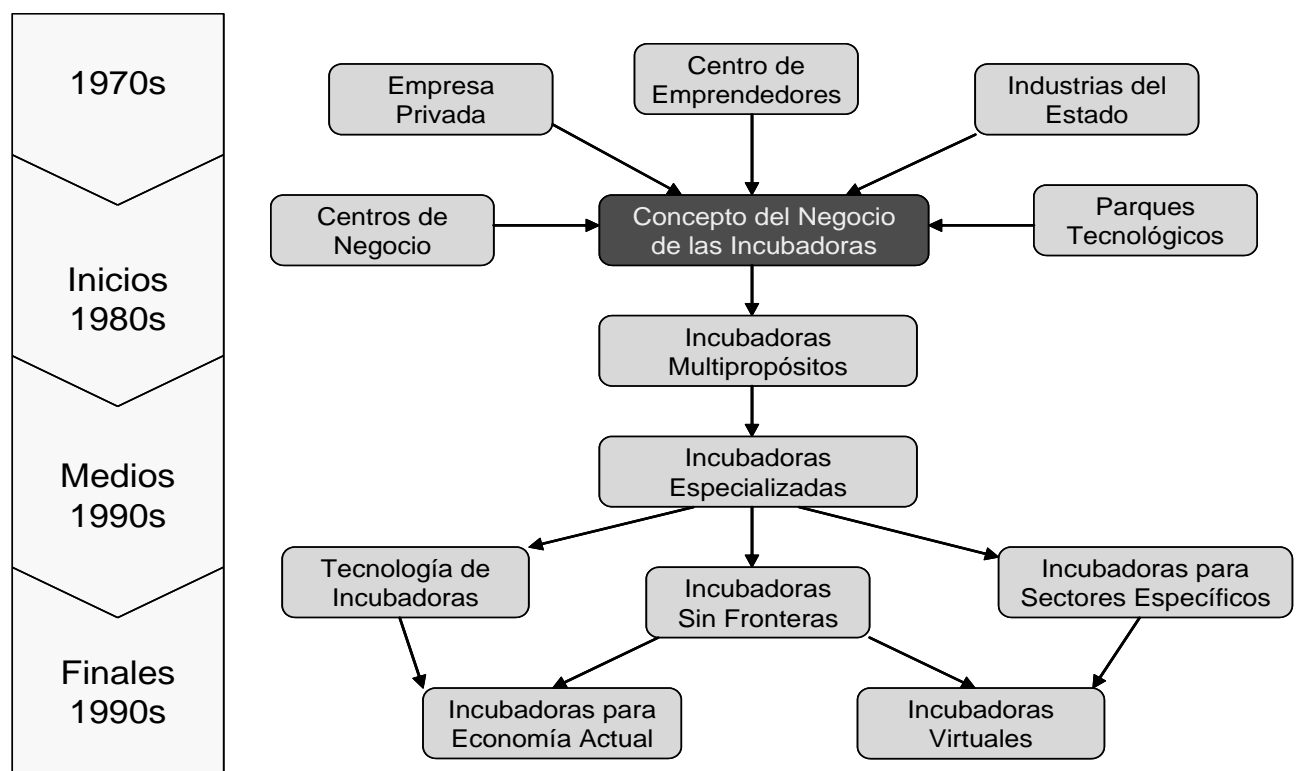 1970s
Empresa
Privada
Centro de
Emprendedores
Industrias del
Estado
Centros de
Negocio
Concepto del Negocio
de las Incubadoras
Parques
Tecnológicos
Inicios
1980s
Incubadoras
Multipropósitos
Medios
1990s
Incubadoras
Especializadas
Tecnología de
Incubadoras
Incubadoras
Sin Fronteras
Incubadoras para
Sectores Específicos
Finales
1990s
Incubadoras para
Economía Actual
Incubadoras
Virtuales